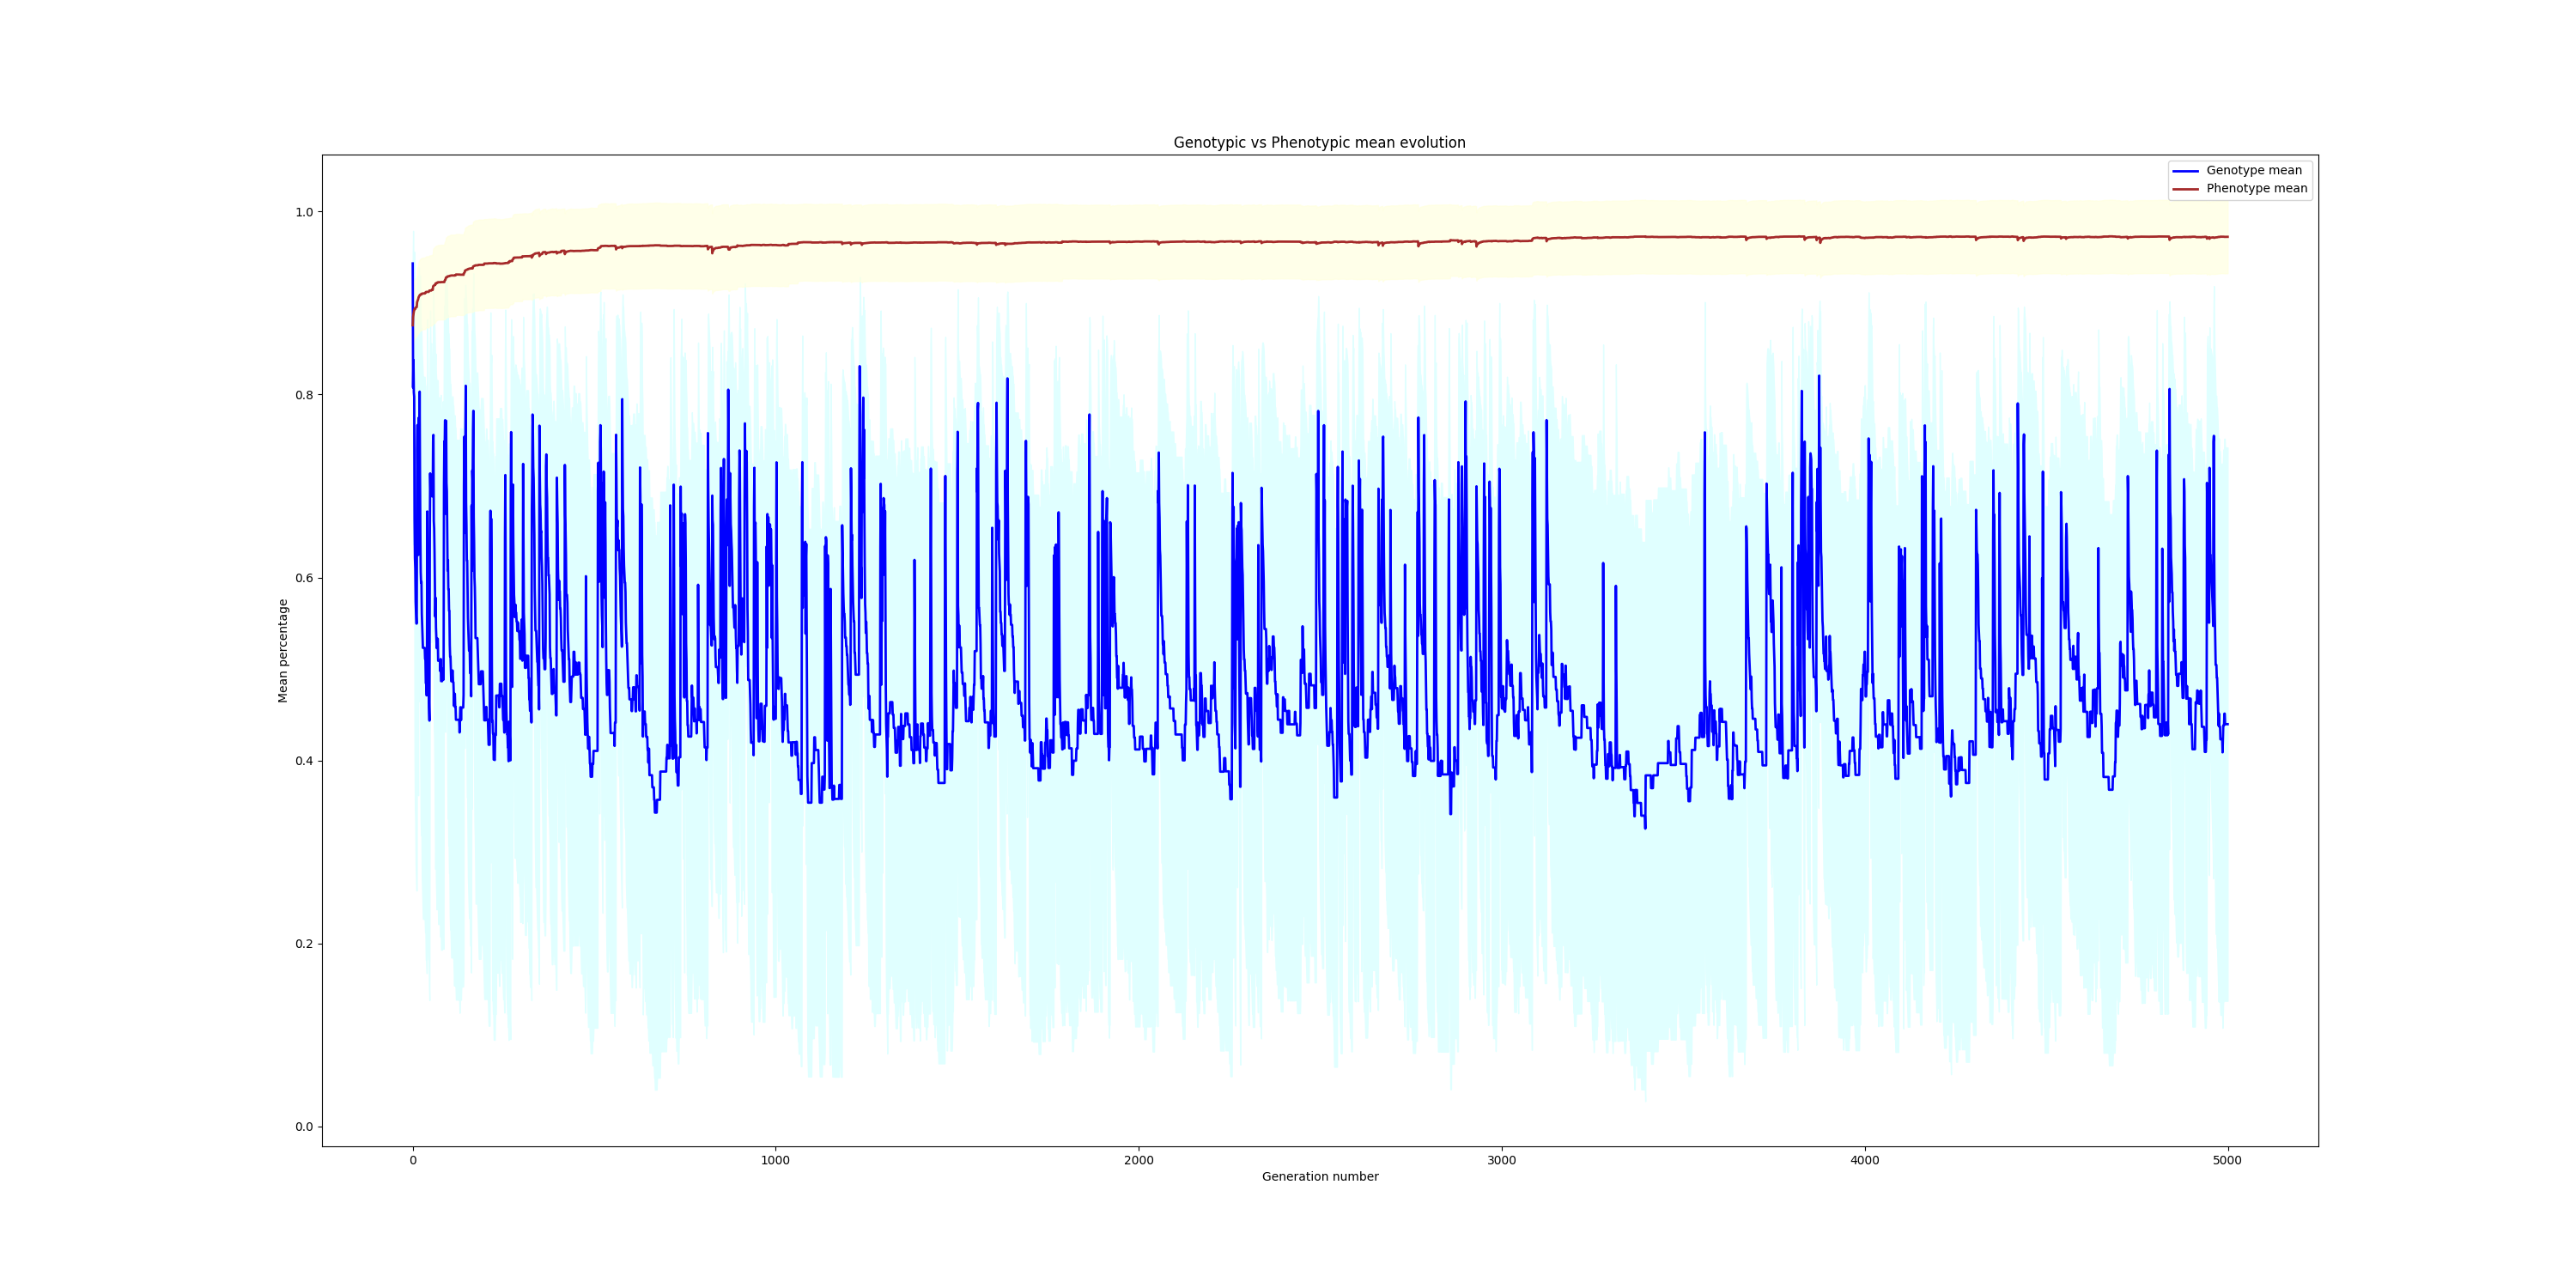 Genotypic vs Phenotypic mean evolution
Genotype mean
Phenotype mean
Mean percentage
1.0
0.8
0.6
0.4
0.2
0.0
0 1000 2000 3000 4000 5000
Generation number